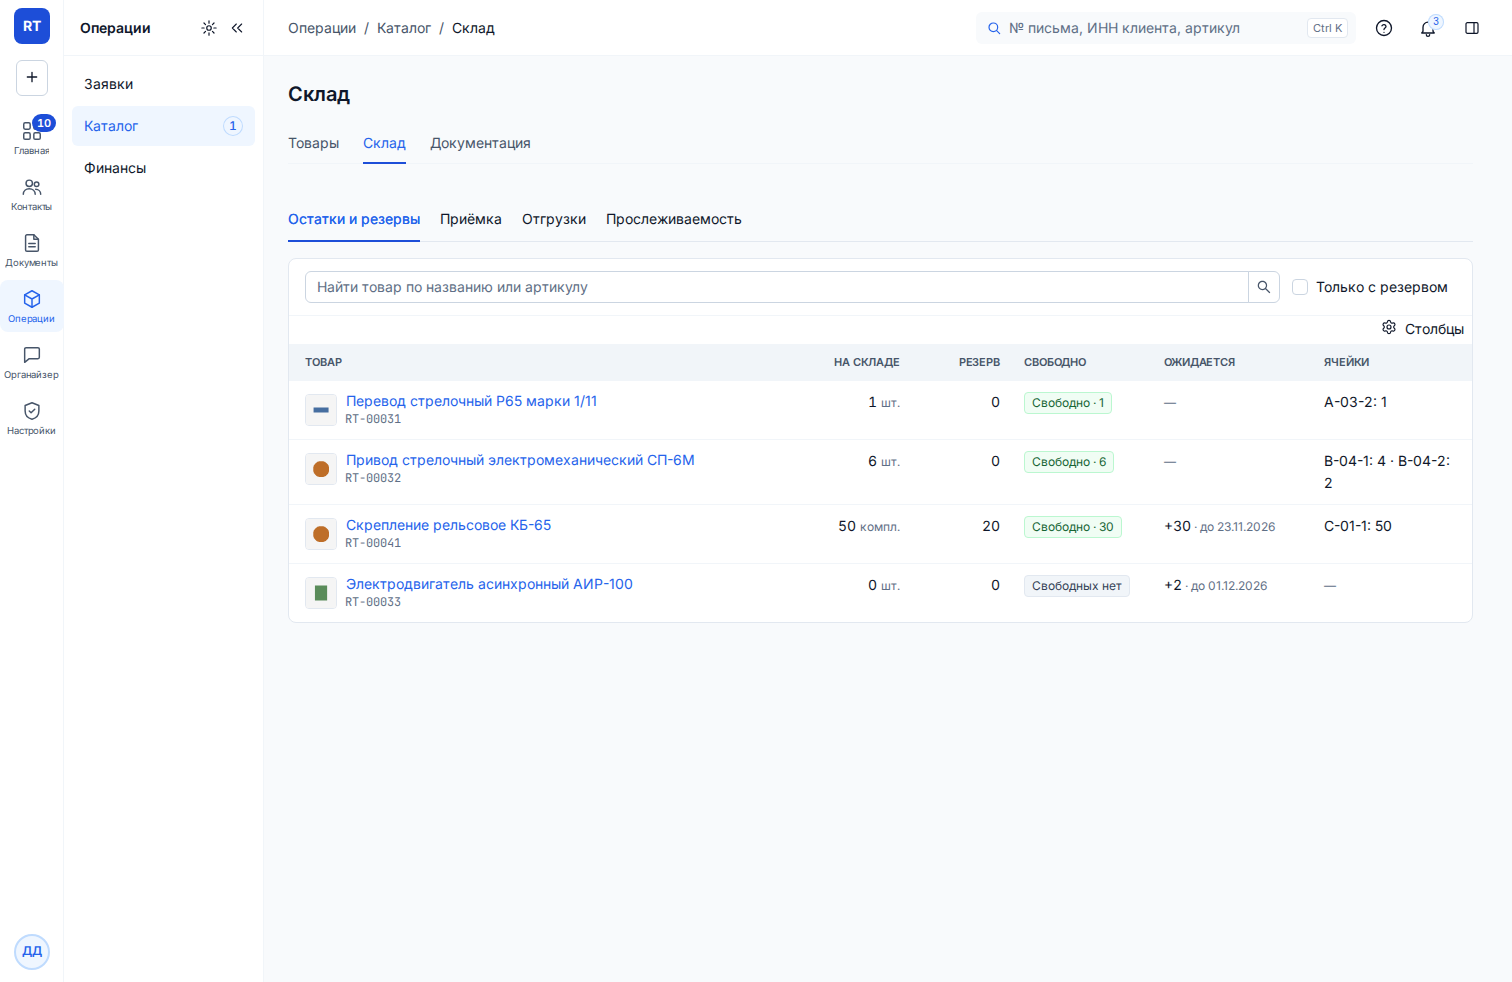 RT
Операции
Операции / Каталог / Склад
№ письма, ИНН клиента, артикул
Ctrl K
3
10
Главная
Контакты
Документы
Операции
Органайзер
Настройки
ДД
Заявки
Каталог
1
Финансы
Склад
Товары
Склад
Документация
Остатки и резервы
Приёмка
Отгрузки
Прослеживаемость
Найти товар по названию или артикулу
Только с резервом
Столбцы
ТОВАР НА СКЛАДЕ РЕЗЕРВ СВОБОДНО ОЖИДАЕТСЯ ЯЧЕЙКИ
Перевод стрелочный Р65 марки 1/11 1 шт. 0 Свободно · 1 — A-03-2: 1
RT-00031
Привод стрелочный электромеханический СП-6М 6 шт. 0 Свободно · 6 — B-04-1: 4 · B-04-2:
RT-00032 2
Скрепление рельсовое КБ-65 50 компл. 20 Свободно · 30 +30 · до 23.11.2026 C-01-1: 50
RT-00041
Электродвигатель асинхронный АИР-100 0 шт. 0 Свободных нет +2 · до 01.12.2026 —
RT-00033